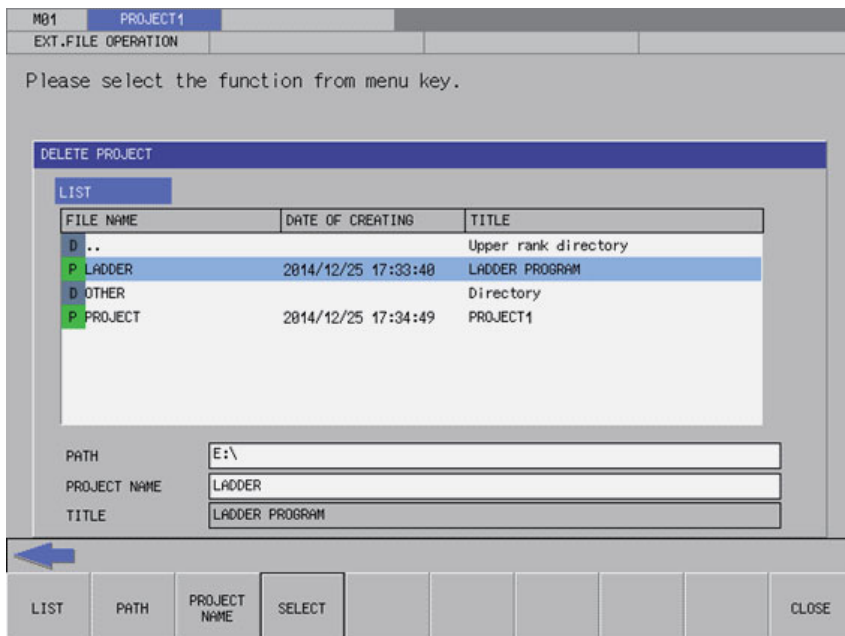 M01 PROJECT1
EXT.FILE OPERATION
Please select the function from menu key.
DELETE PROJECT
LIST
FILE NAME DATE OF CREATING TITLE
D .. Upper rank directory
P LADDER 2014/12/25 17:33:40 LADDER PROGRAM
D OTHER Directory
P PROJECT 2014/12/25 17:34:49 PROJECT1
PATH E:\
PROJECT NAME LADDER
TITLE LADDER PROGRAM
LIST PATH PROJECT NAME SELECT CLOSE